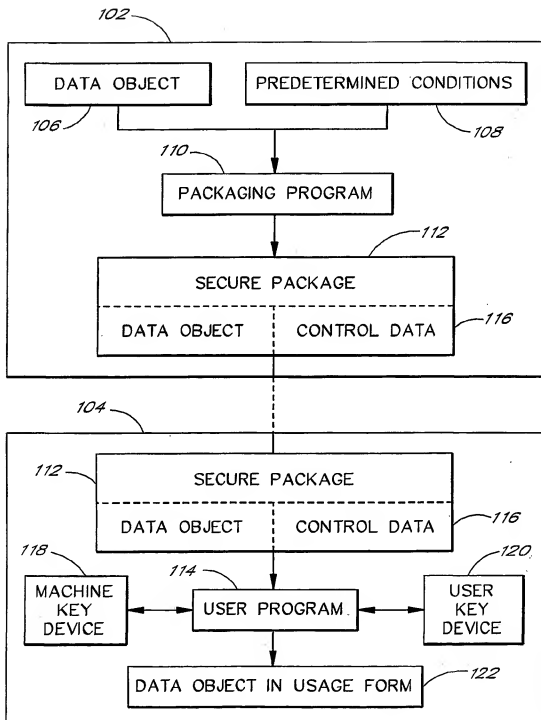 102
DATA OBJECT
PREDETERMINED CONDITIONS
106
108
110
PACKAGING PROGRAM
112
SECURE PACKAGE
DATA OBJECT
CONTROL DATA
116
104
112
SECURE PACKAGE
DATA OBJECT
CONTROL DATA
116
118
114
120
MACHINE
KEY
DEVICE
USER PROGRAM
USER
KEY
DEVICE
122
DATA OBJECT IN USAGE FORM